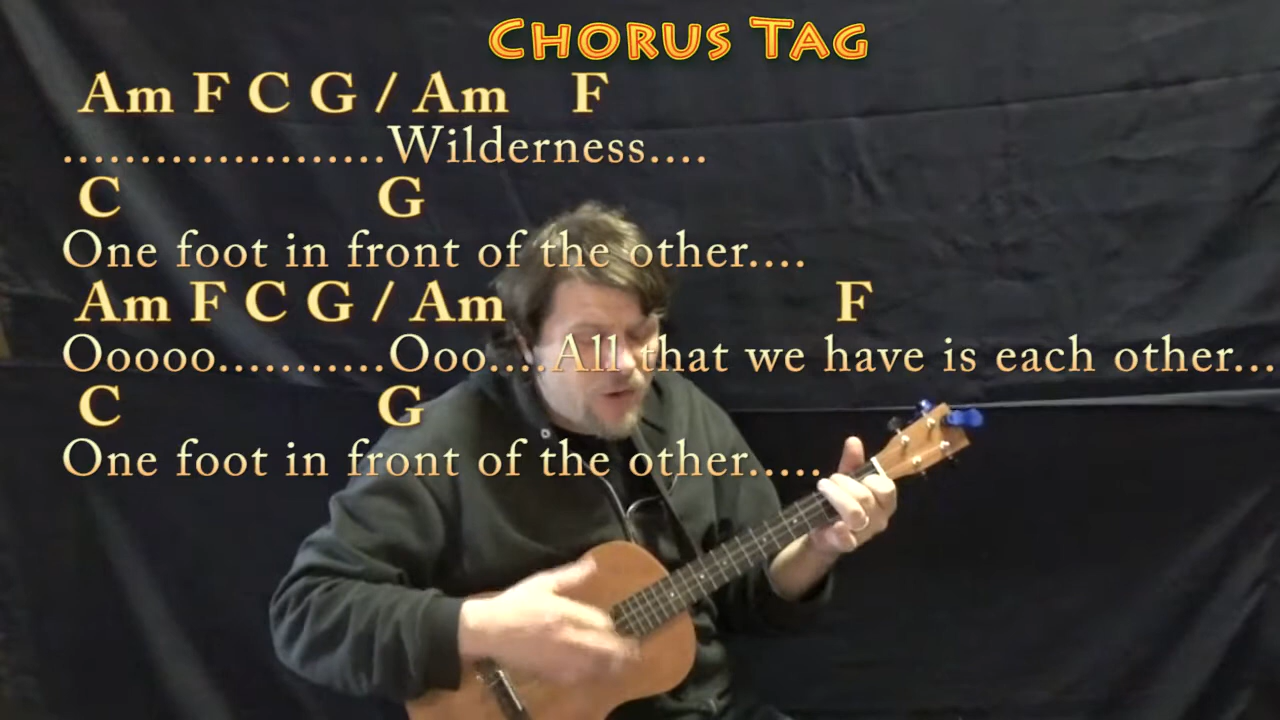 CHORUS TAG
Am F C G / Am F
.....................Wilderness....
C G
One foot in front of the other....
Am F C G / Am F
Ooooo...........Ooo....All that we have is each other...
C G
One foot in front of the other.....